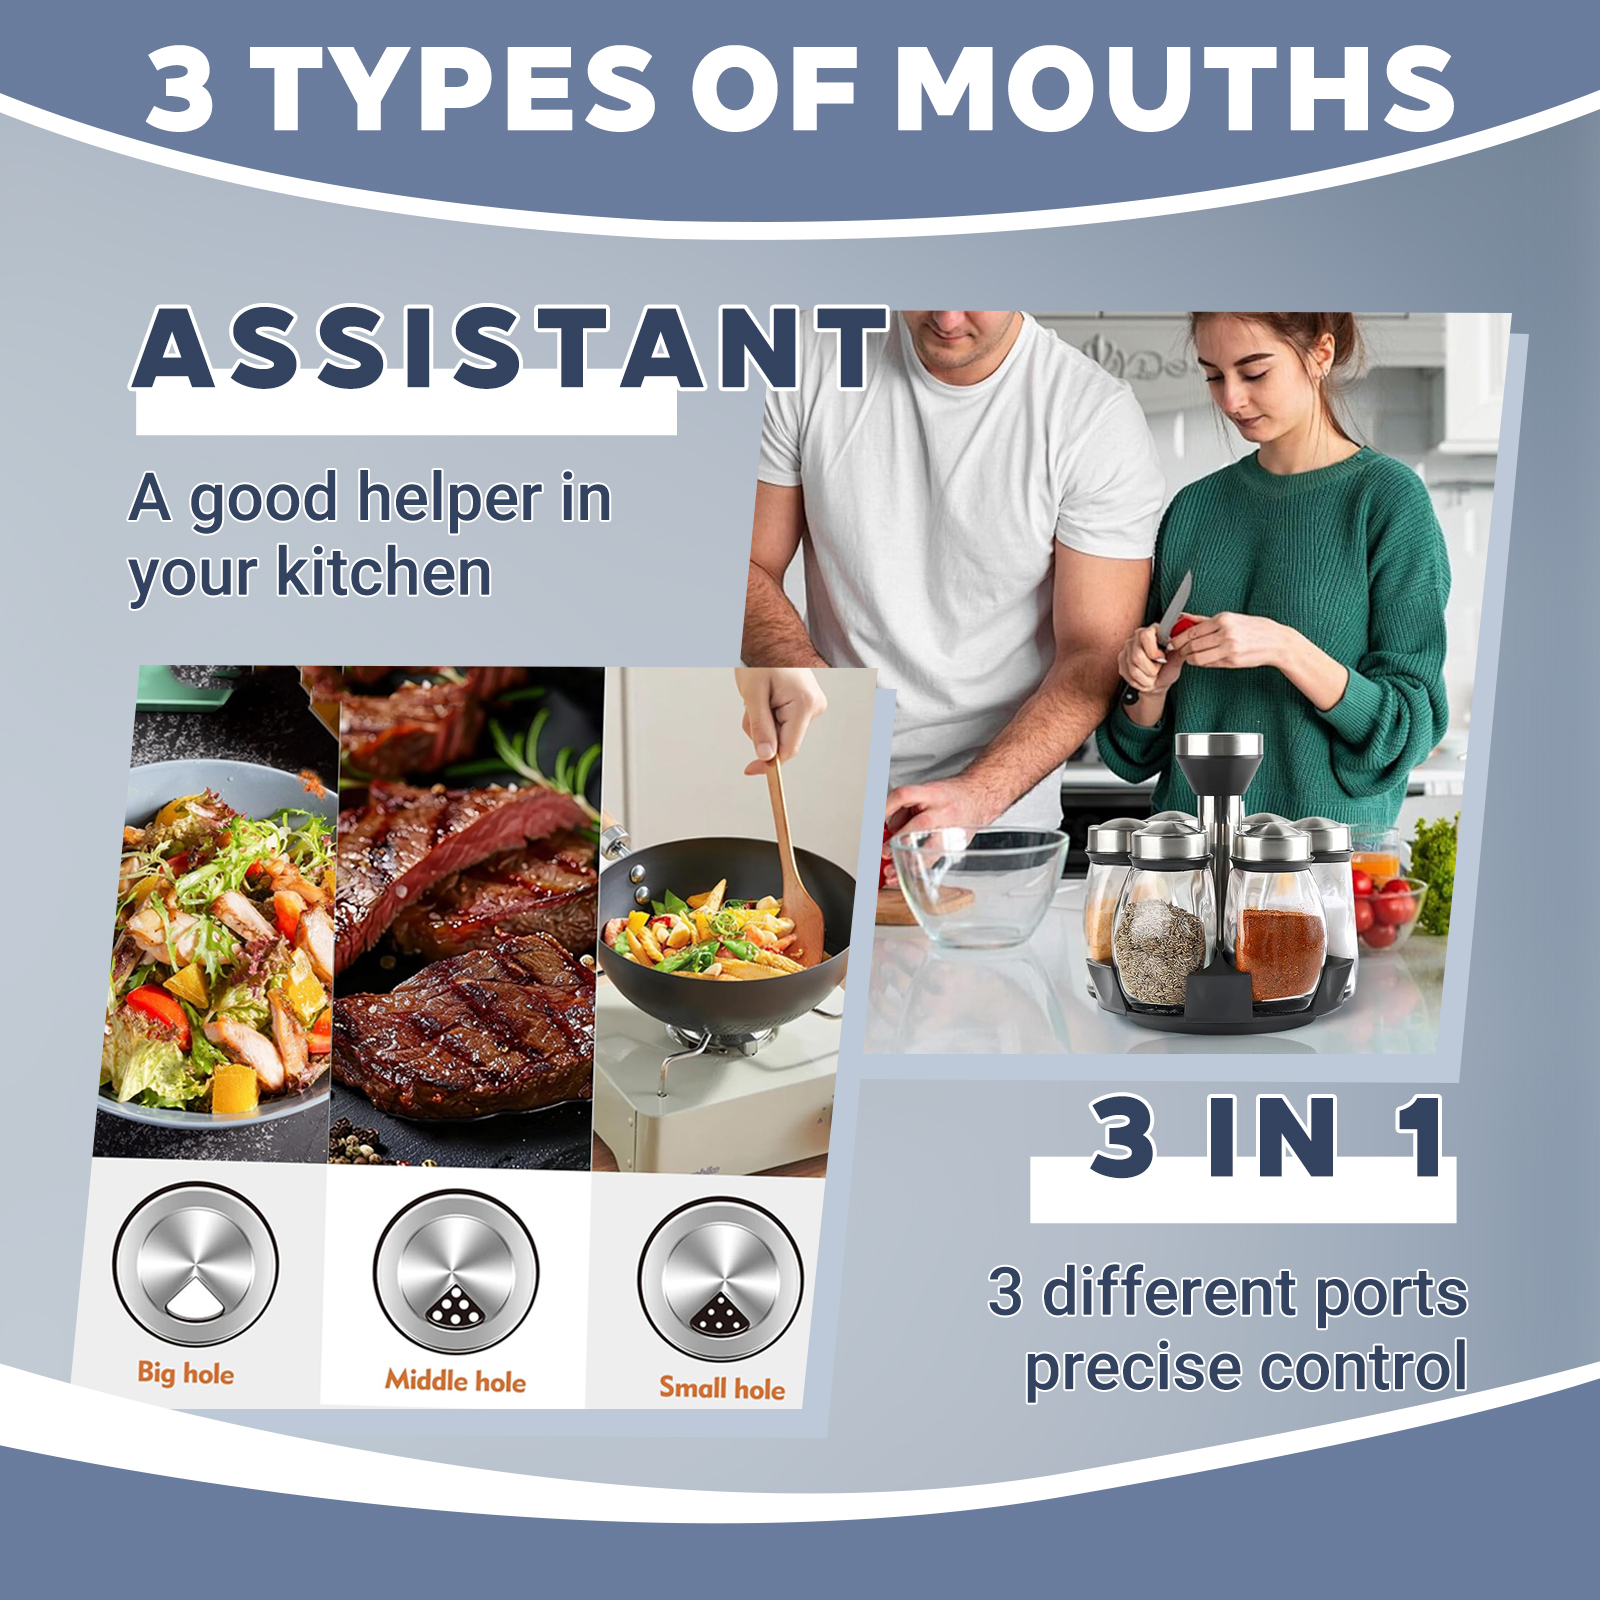 3 TYPES OF MOUTHS
ASSISTANT
A good helper in
your kitchen
Big hole
Middle hole
Small hole
3 IN 1
3 different ports
precise control